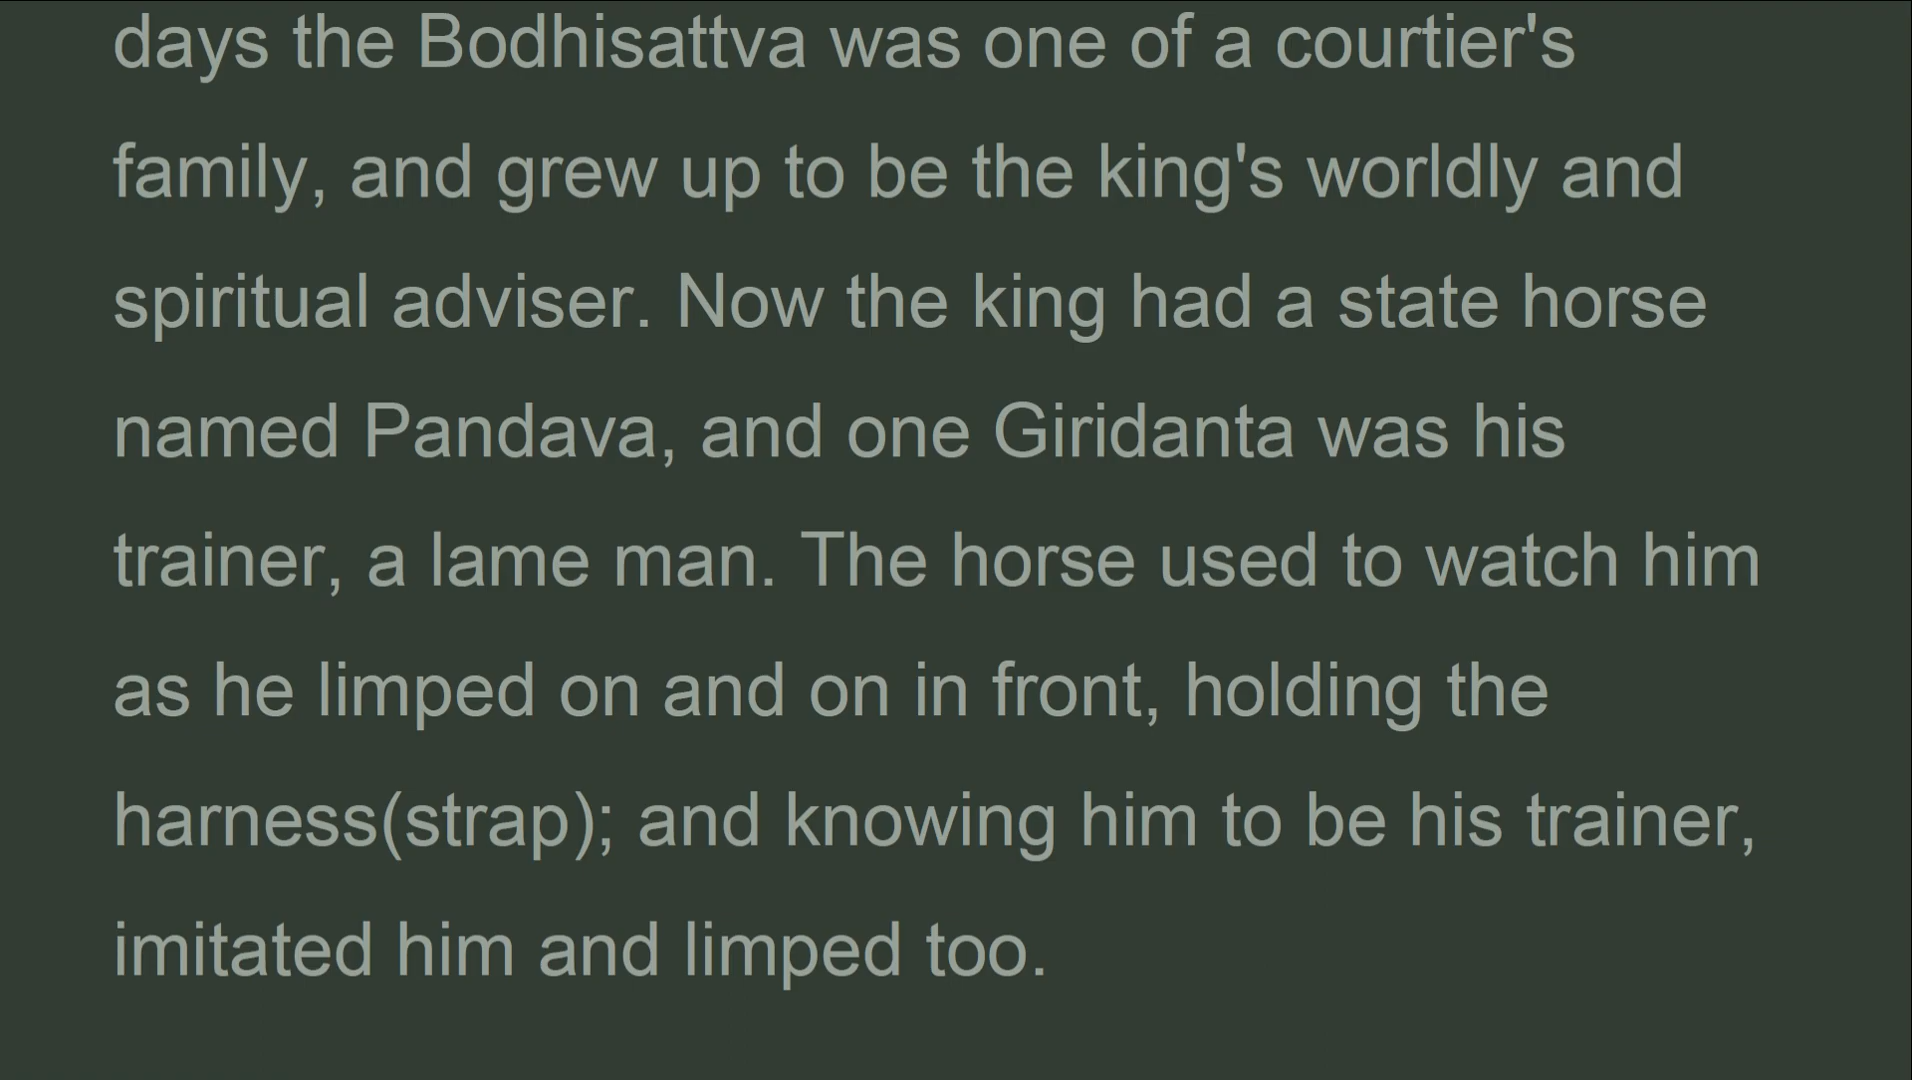 days the Bodhisattva was one of a courtier's
family, and grew up to be the king's worldly and
spiritual adviser. Now the king had a state horse
named Pandava, and one Giridanta was his
trainer, a lame man. The horse used to watch him
as he limped on and on in front, holding the
harness(strap); and knowing him to be his trainer,
imitated him and limped too.